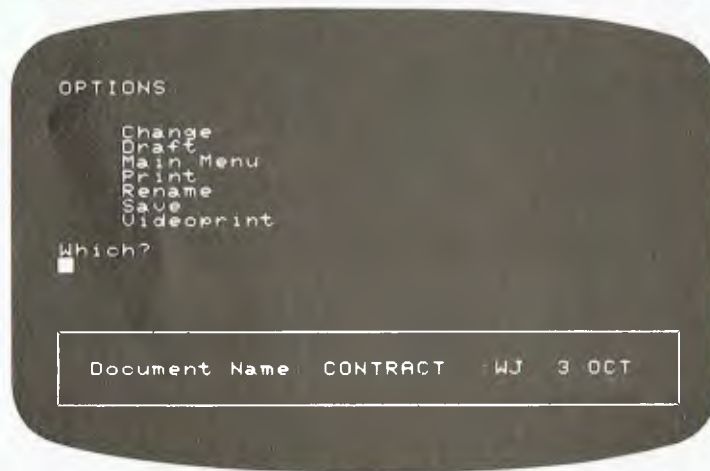 OPTIONS
Change
Draft
Main Menu
Print
Rename
Save
Videoprint
Which?
Document Name CONTRACT WJ 3 OCT